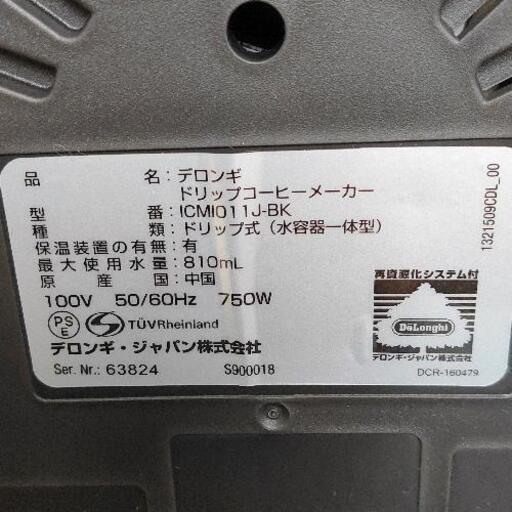 品 名：デロンギ
ドリップコーヒーメーカー
型 番：ICMI011J-BK
種 類：ドリップ式（水容器一体型）
保温装置の有無：有
最大使用水量：810mL
原 産 国：中国
100V 50/60Hz 750W
PSE TÜVRheinland
デロンギ・ジャパン株式会社
Ser. Nr.: 63824 S900018
再資源化システム付
DeLonghi
デロンギ・ジャパン株式会社
DCR-160479
1321509CDL_00